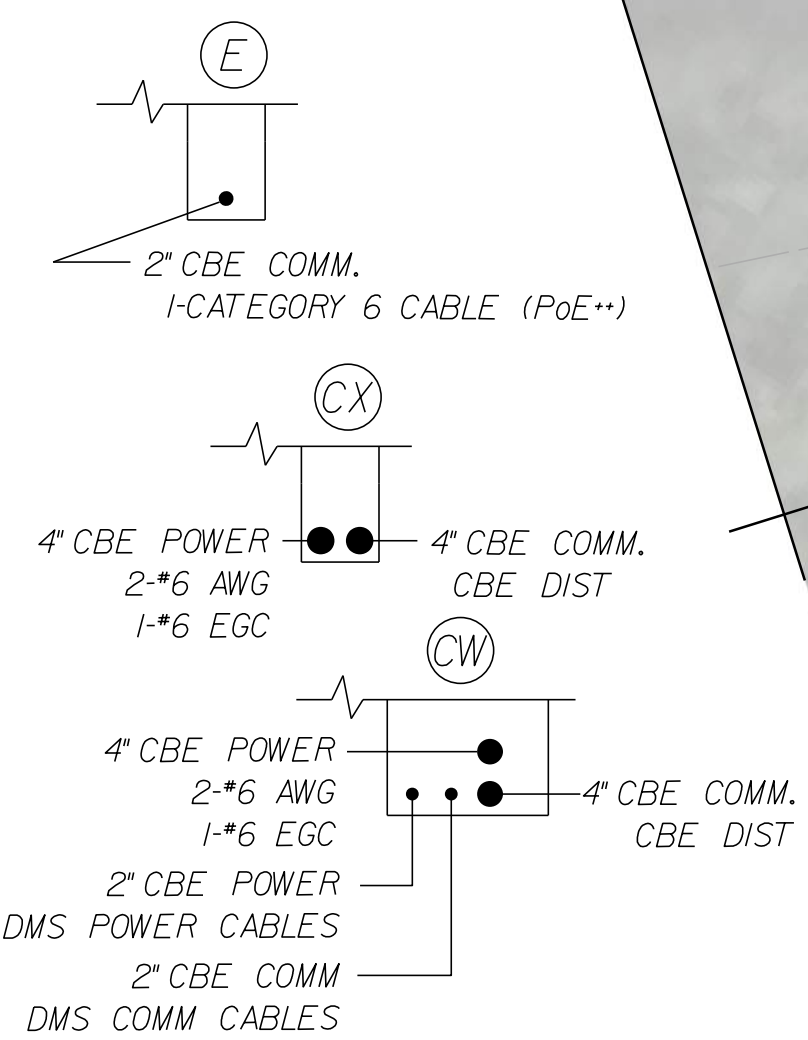 E
2" CBE COMM.
1-CATEGORY 6 CABLE (PoE++)
CX
4" CBE POWER
2-#6 AWG
1-#6 EGC
4" CBE COMM.
CBE DIST
CW
4" CBE POWER
2-#6 AWG
1-#6 EGC
4" CBE COMM.
CBE DIST
2" CBE POWER
DMS POWER CABLES
2" CBE COMM
DMS COMM CABLES